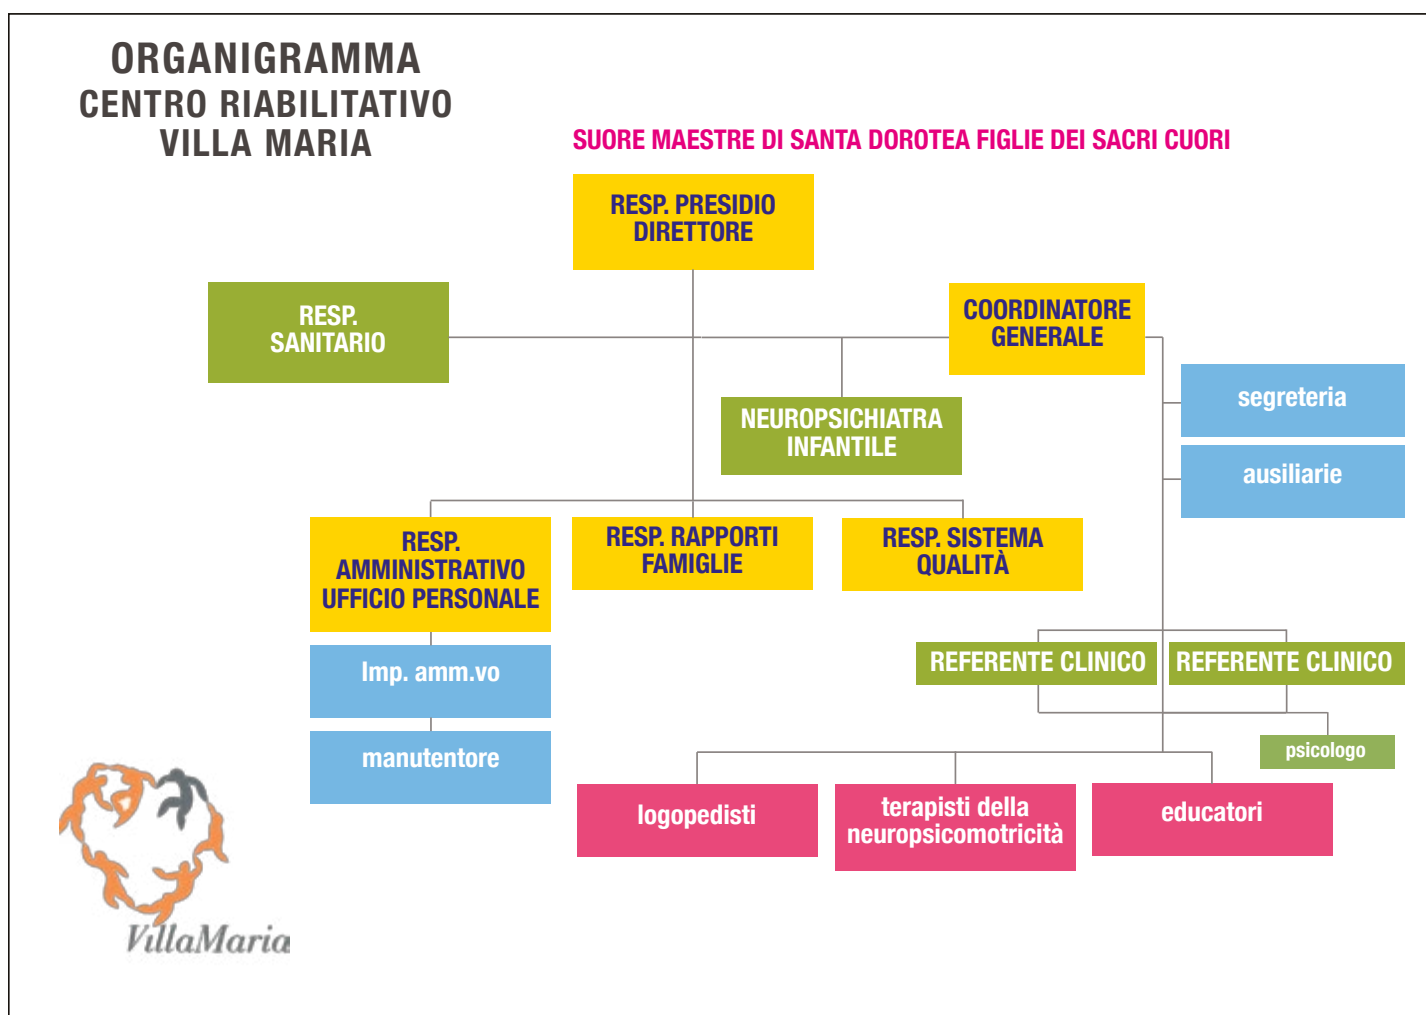 ORGANIGRAMMA
CENTRO RIABILITATIVO
VILLA MARIA
SUORE MAESTRE DI SANTA DOROTEA FIGLIE DEI SACRI CUORI
RESP. PRESIDIO
DIRETTORE
RESP.
SANITARIO
COORDINATORE
GENERALE
segreteria
NEUROPSICHIATRA
INFANTILE
ausiliarie
RESP.
AMMINISTRATIVO
UFFICIO PERSONALE
RESP. RAPPORTI
FAMIGLIE
RESP. SISTEMA
QUALITÀ
Imp. amm.vo
REFERENTE CLINICO
REFERENTE CLINICO
manutentore
psicologo
logopedisti
terapisti della
neuropsicomotricità
educatori
VillaMaria